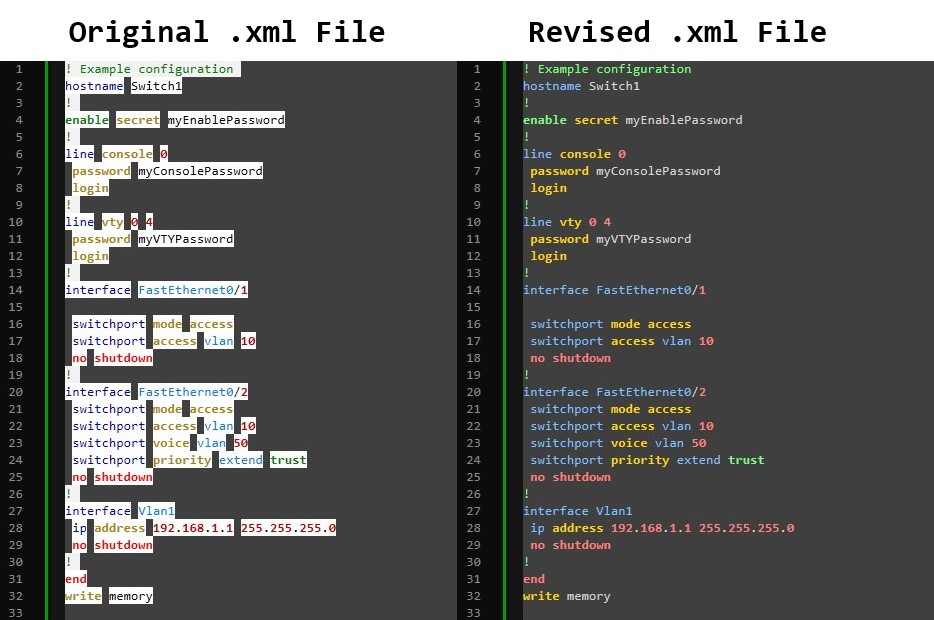 Original .xml File
1 ! Example configuration
2 hostname Switch1
3 !
4 enable secret myEnablePassword
5 !
6 line console 0
7  password myConsolePassword
8  login
9 !
10 line vty 0 4
11  password myVTYPassword
12  login
13 !
14 interface FastEthernet0/1
15
16  switchport mode access
17  switchport access vlan 10
18  no shutdown
19 !
20 interface FastEthernet0/2
21  switchport mode access
22  switchport access vlan 10
23  switchport voice vlan 50
24  switchport priority extend trust
25  no shutdown
26 !
27 interface Vlan1
28  ip address 192.168.1.1 255.255.255.0
29  no shutdown
30 !
31 end
32 write memory
33
Revised .xml File
1 ! Example configuration
2 hostname Switch1
3 !
4 enable secret myEnablePassword
5 !
6 line console 0
7  password myConsolePassword
8  login
9 !
10 line vty 0 4
11  password myVTYPassword
12  login
13 !
14 interface FastEthernet0/1
15
16  switchport mode access
17  switchport access vlan 10
18  no shutdown
19 !
20 interface FastEthernet0/2
21  switchport mode access
22  switchport access vlan 10
23  switchport voice vlan 50
24  switchport priority extend trust
25  no shutdown
26 !
27 interface Vlan1
28  ip address 192.168.1.1 255.255.255.0
29  no shutdown
30 !
31 end
32 write memory
33